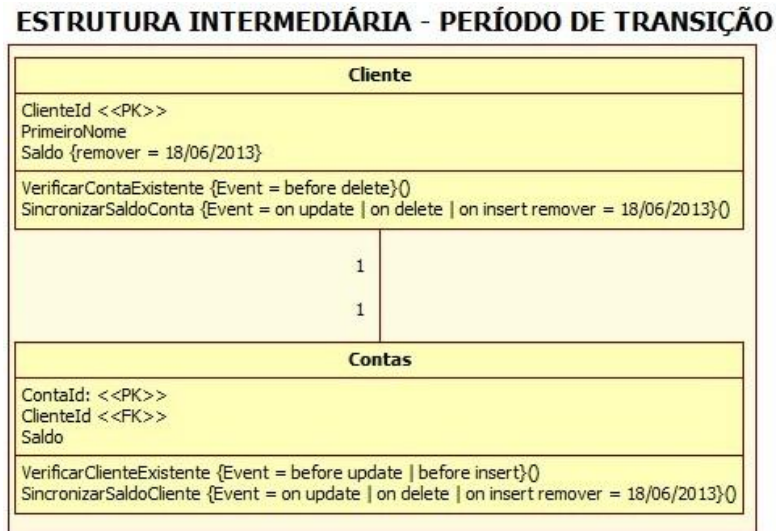 ESTRUTURA INTERMEDIÁRIA - PERÍODO DE TRANSIÇÃO
Cliente
ClienteId <<PK>>
PrimeiroNome
Saldo {remover = 18/06/2013}
VerificarContaExistente {Event = before delete}()
SincronizarSaldoConta {Event = on update | on delete | on insert remover = 18/06/2013}()
1
1
Contas
ContaId: <<PK>>
ClienteId <<FK>>
Saldo
VerificarClienteExistente {Event = before update | before insert}()
SincronizarSaldoCliente {Event = on update | on delete | on insert remover = 18/06/2013}()